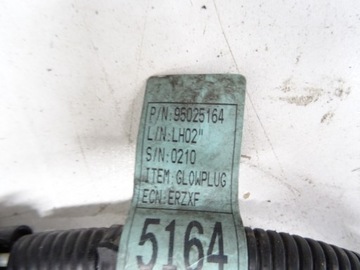 P/N:95025164
L/N:LH02"
S/N:0210
ITEM:GLOWPLUG
ECN:ERZXF
5164